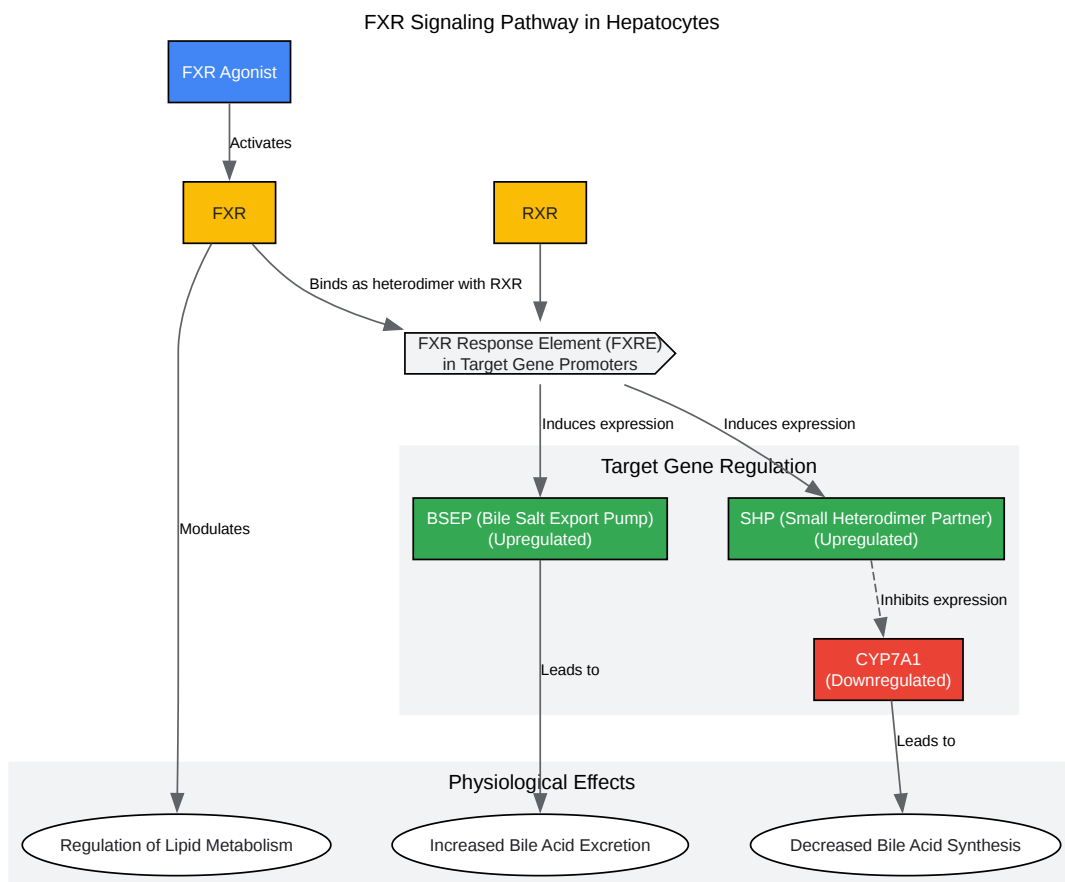 FXR Signaling Pathway in Hepatocytes
FXR Agonist
Activates
FXR
RXR
Binds as heterodimer with RXR
FXR Response Element (FXRE)
in Target Gene Promoters
Induces expression
Induces expression
Target Gene Regulation
BSEP (Bile Salt Export Pump)
(Upregulated)
SHP (Small Heterodimer Partner)
(Upregulated)
Modulates
Inhibits expression
CYP7A1
(Downregulated)
Leads to
Leads to
Physiological Effects
Regulation of Lipid Metabolism
Increased Bile Acid Excretion
Decreased Bile Acid Synthesis